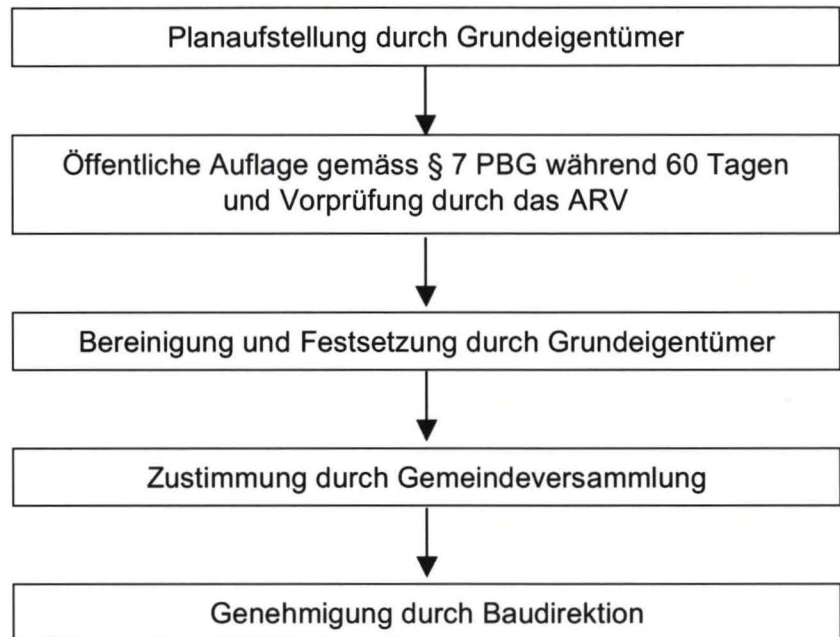 Planaufstellung durch Grundeigentümer
Öffentliche Auflage gemäss § 7 PBG während 60 Tagen
und Vorprüfung durch das ARV
Bereinigung und Festsetzung durch Grundeigentümer
Zustimmung durch Gemeindeversammlung
Genehmigung durch Baudirektion